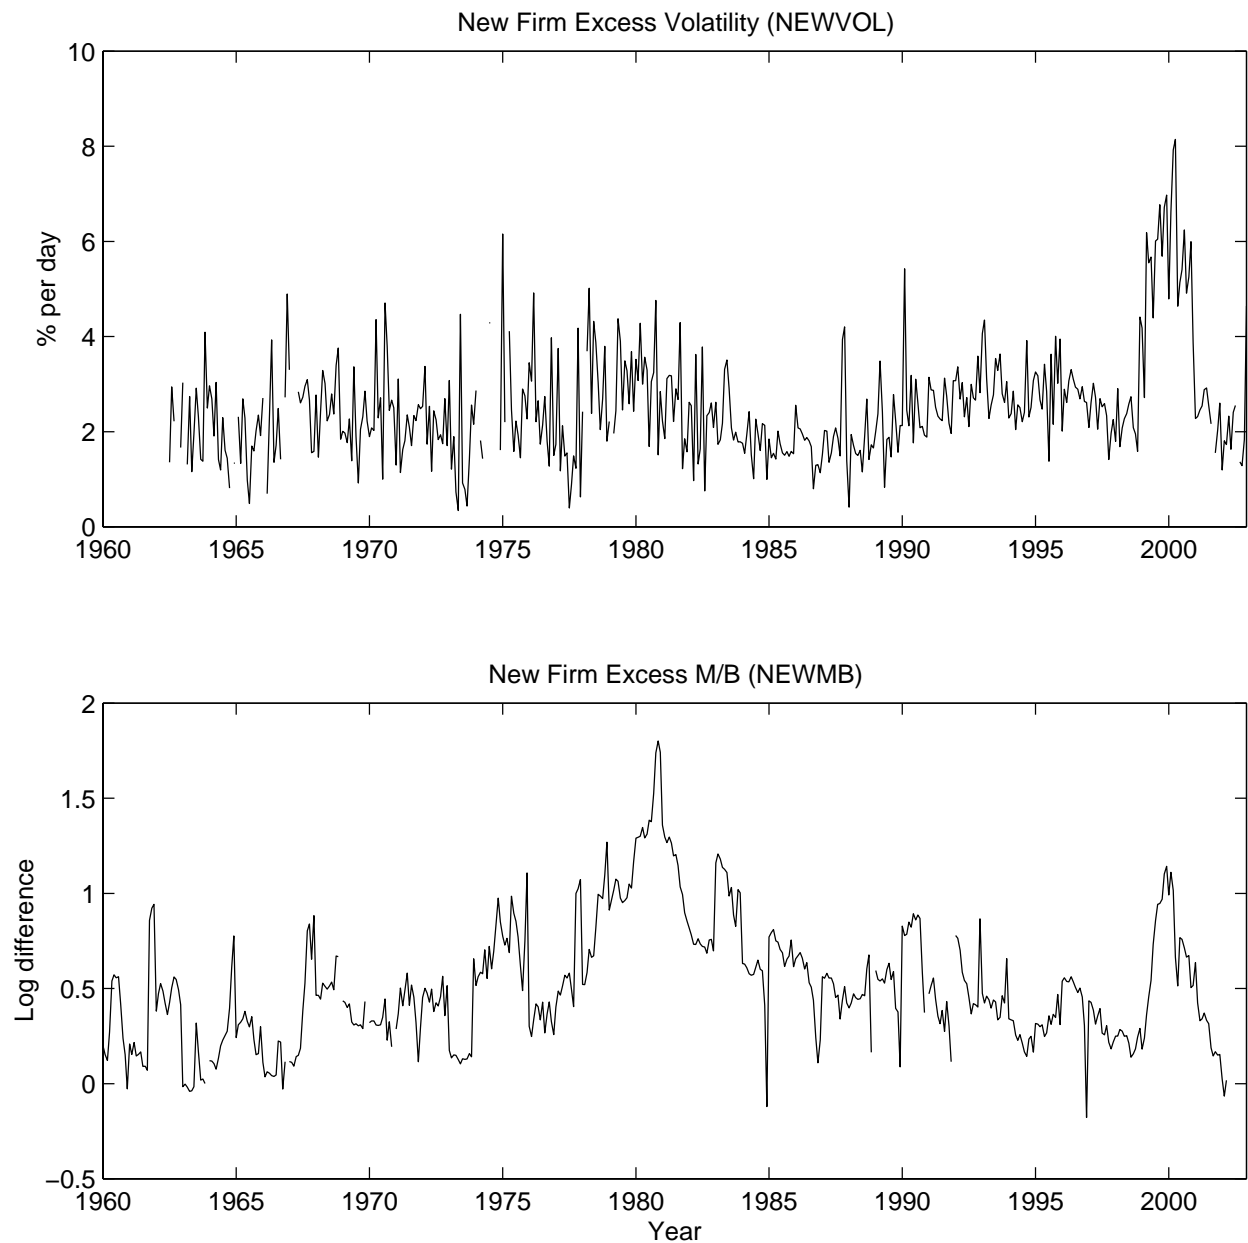 New Firm Excess Volatility (NEWVOL)
10
8
6
4
2
0
% per day
1960 1965 1970 1975 1980 1985 1990 1995 2000
New Firm Excess M/B (NEWMB)
2
1.5
1
0.5
0
−0.5
Log difference
1960 1965 1970 1975 1980 1985 1990 1995 2000
Year